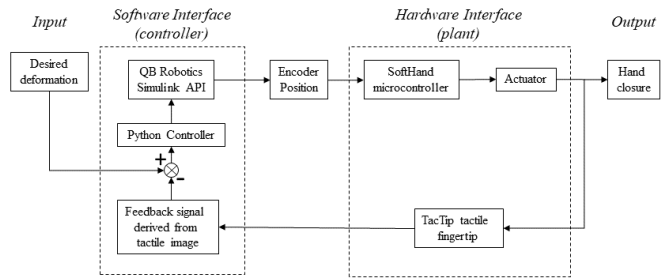 Input
Software Interface
(controller)
Hardware Interface
(plant)
Output
Desired
deformation
QB Robotics
Simulink API
Encoder
Position
SoftHand
microcontroller
Actuator
Hand
closure
Python Controller
+
-
Feedback signal
derived from
tactile image
TacTip tactile
fingertip